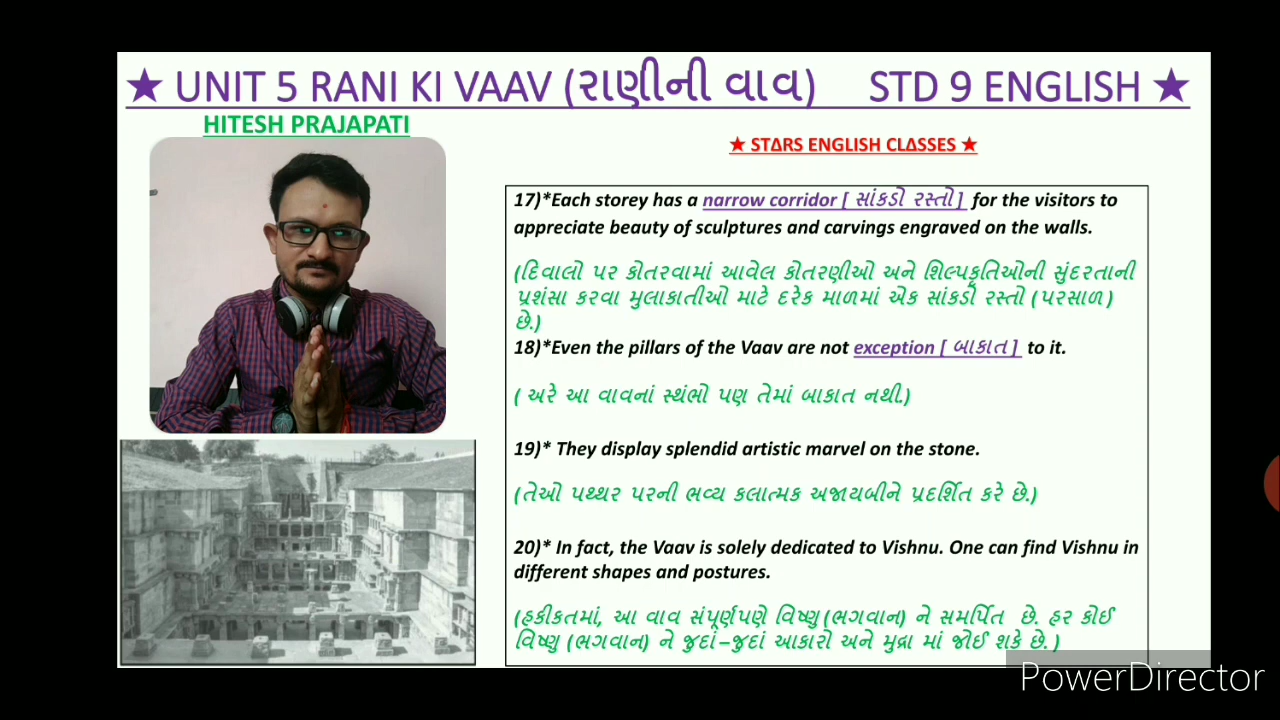 ★ UNIT 5 RANI KI VAAV (રાણીની વાવ) STD 9 ENGLISH ★
HITESH PRAJAPATI
★ STΔRS ENGLISH CLΔSSES ★
17)*Each storey has a narrow corridor [ સાંકડો રસ્તો ] for the visitors to
appreciate beauty of sculptures and carvings engraved on the walls.
(દિવાલો પર કોતરવામાં આવેલ કોતરણીઓ અને શિલ્પકૃતિઓની સુંદરતાની
પ્રશંસા કરવા મુલાકાતીઓ માટે દરેક માળમાં એક સાંકડો રસ્તો (પરસાળ)
છે.)
18)*Even the pillars of the Vaav are not exception [ બાકાત ] to it.
( અરે આ વાવનાં સ્થંભો પણ તેમાં બાકાત નથી.)
19)* They display splendid artistic marvel on the stone.
(તેઓ પથ્થર પરની ભવ્ય કલાત્મક અજાયબીને પ્રદર્શિત કરે છે.)
20)* In fact, the Vaav is solely dedicated to Vishnu. One can find Vishnu in
different shapes and postures.
(હકીકતમાં, આ વાવ સંપૂર્ણપણે વિષ્ણુ (ભગવાન) ને સમર્પિત છે. હર કોઈ
વિષ્ણુ (ભગવાન) ને જુદાં–જુદાં આકારો અને મુદ્રા માં જોઈ શકે છે. )
PowerDirector